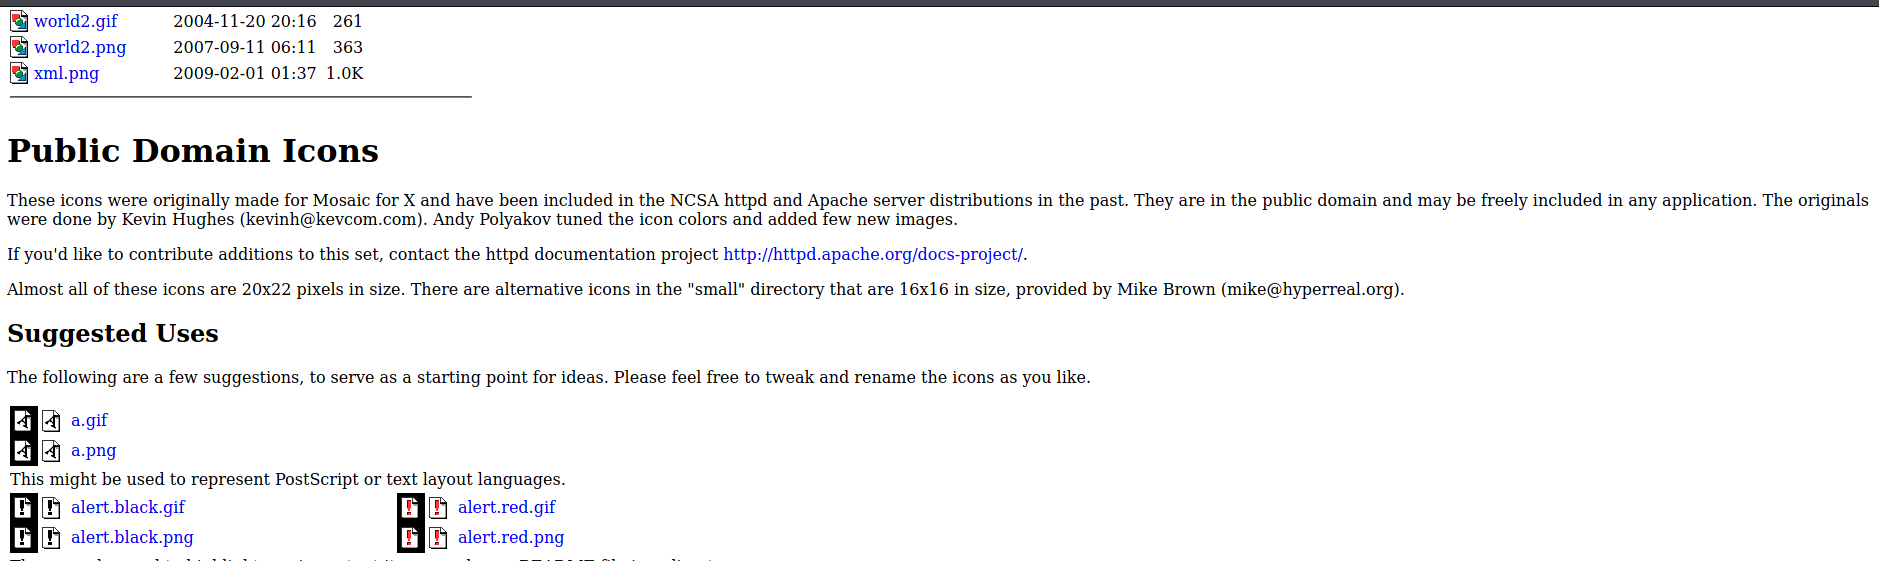 world2.gif 2004-11-20 20:16 261
world2.png 2007-09-11 06:11 363
xml.png 2009-02-01 01:37 1.0K
Public Domain Icons
These icons were originally made for Mosaic for X and have been included in the NCSA httpd and Apache server distributions in the past. They are in the public domain and may be freely included in any application. The originals
were done by Kevin Hughes (kevinh@kevcom.com). Andy Polyakov tuned the icon colors and added few new images.
If you'd like to contribute additions to this set, contact the httpd documentation project http://httpd.apache.org/docs-project/.
Almost all of these icons are 20x22 pixels in size. There are alternative icons in the "small" directory that are 16x16 in size, provided by Mike Brown (mike@hyperreal.org).
Suggested Uses
The following are a few suggestions, to serve as a starting point for ideas. Please feel free to tweak and rename the icons as you like.
a.gif
a.png
This might be used to represent PostScript or text layout languages.
alert.black.gif alert.red.gif
alert.black.png alert.red.png